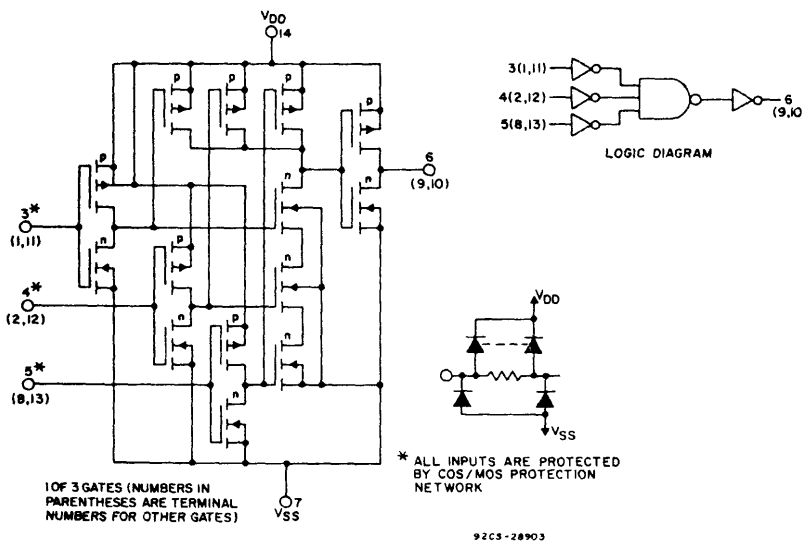 VDD
14
p
p
p
p
p
n
n
n
n
p
p
n
n
n
3*
(1,11)
4*
(2,12)
5*
(8,13)
6
(9,10)
7
VSS
1 OF 3 GATES (NUMBERS IN
PARENTHESES ARE TERMINAL
NUMBERS FOR OTHER GATES)
3(1,11)
4(2,12)
5(8,13)
6
(9,10
LOGIC DIAGRAM
VDD
VSS
* ALL INPUTS ARE PROTECTED
BY COS/MOS PROTECTION
NETWORK
92CS-28903